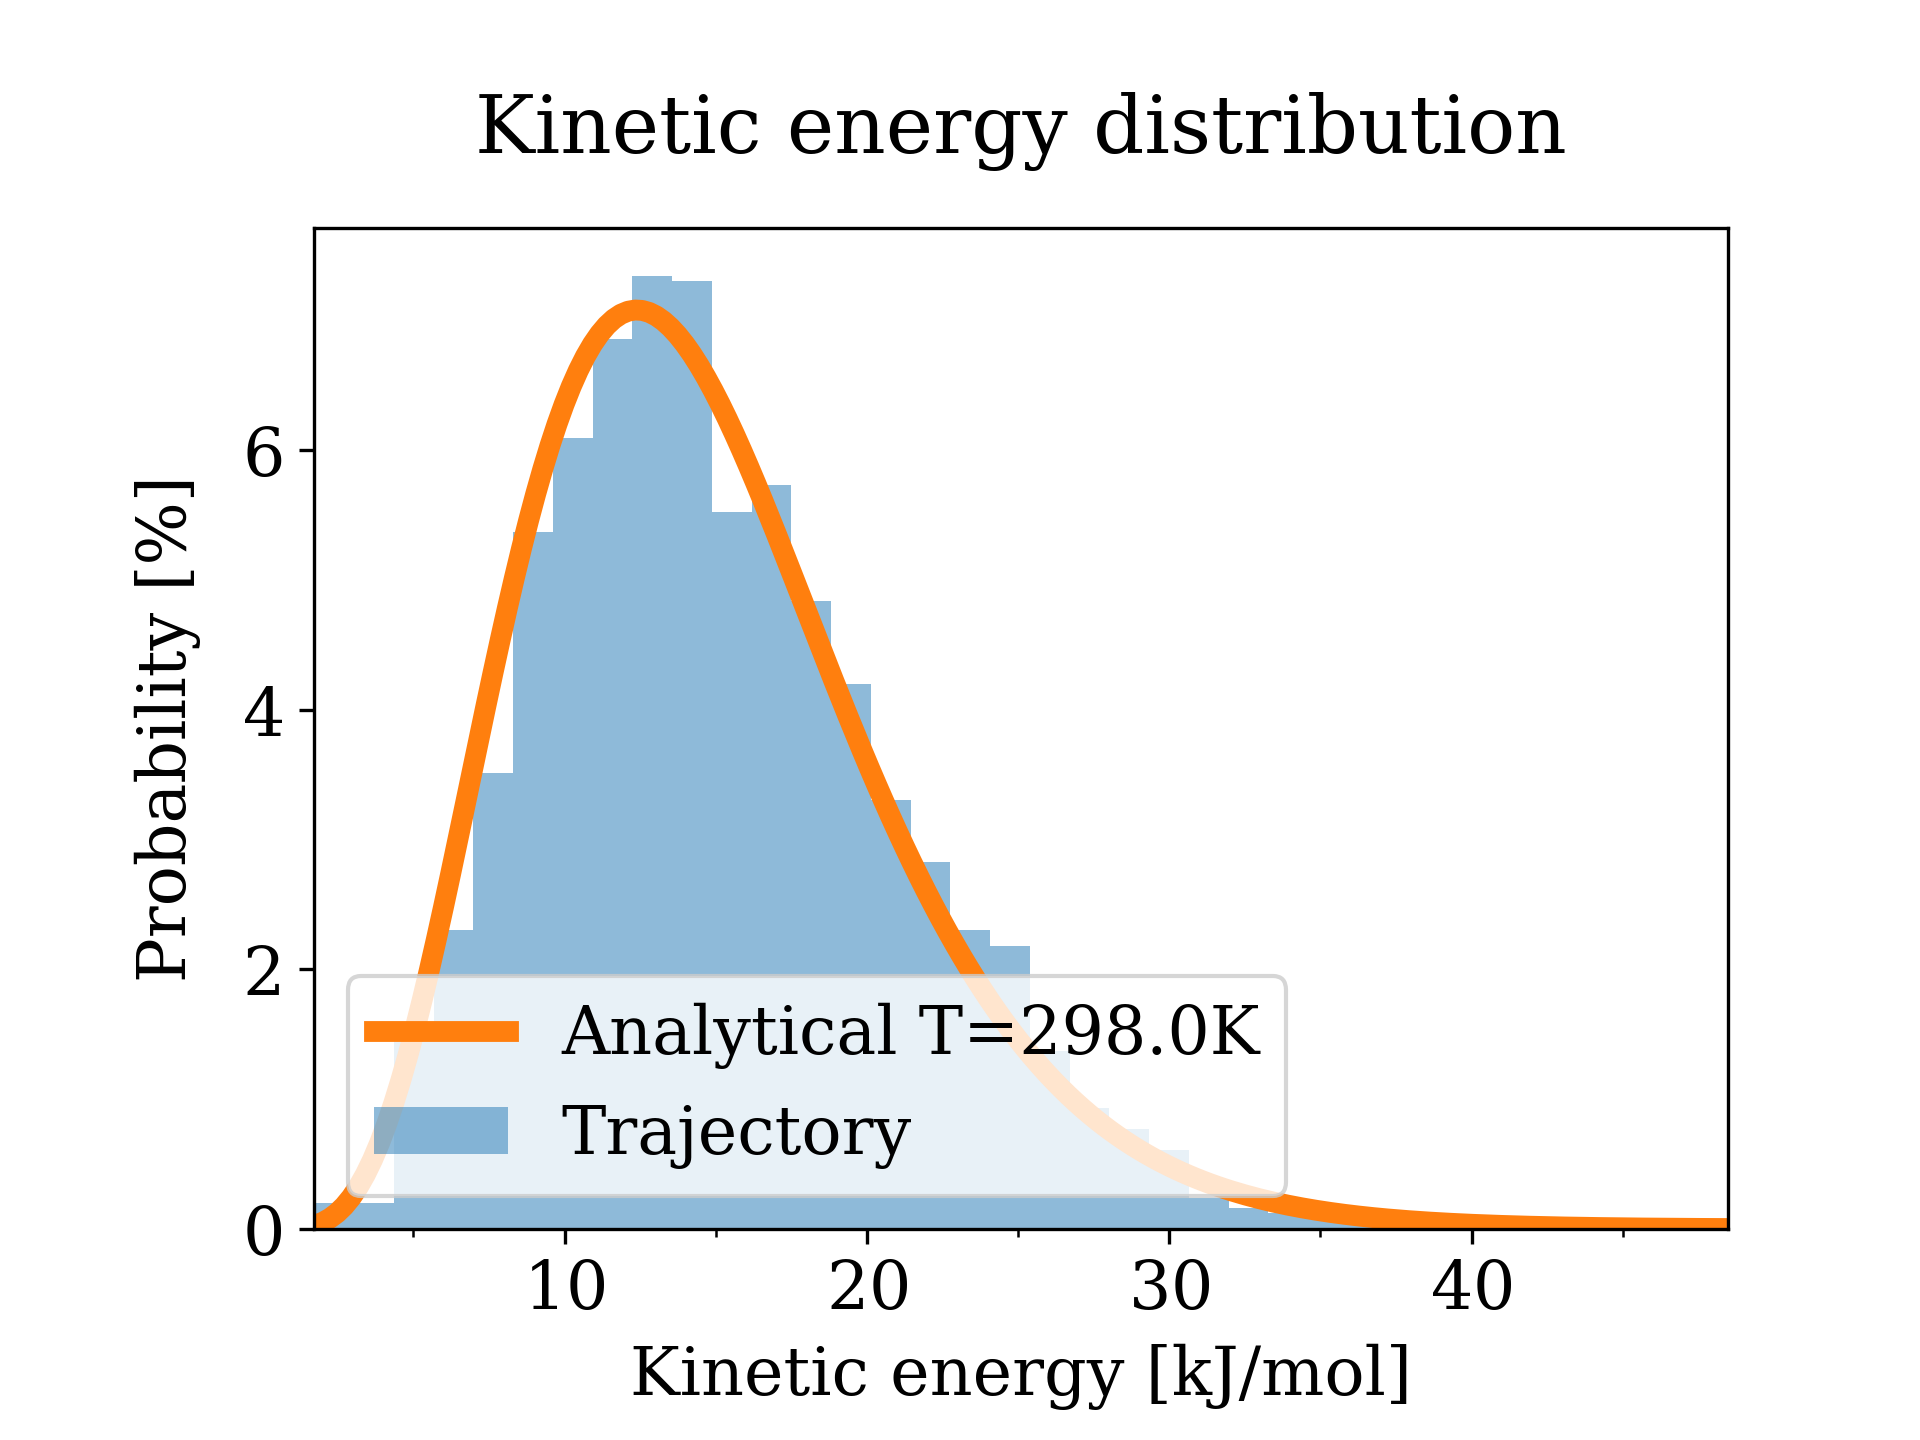 Kinetic energy distribution
Probability [%]
6
4
2
0
Analytical T=298.0K
Trajectory
10 20 30 40
Kinetic energy [kJ/mol]